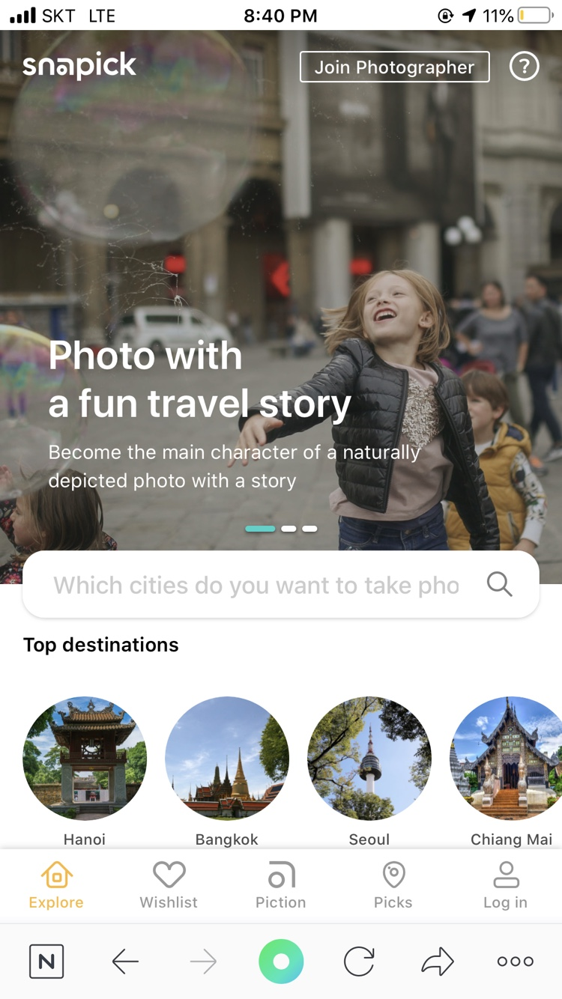 SKT LTE 8:40 PM 11%
snapick Join Photographer ?
Photo with
a fun travel story
Become the main character of a naturally
depicted photo with a story
Which cities do you want to take pho
Top destinations
Hanoi Bangkok Seoul Chiang Mai
Explore Wishlist Piction Picks Log in
N